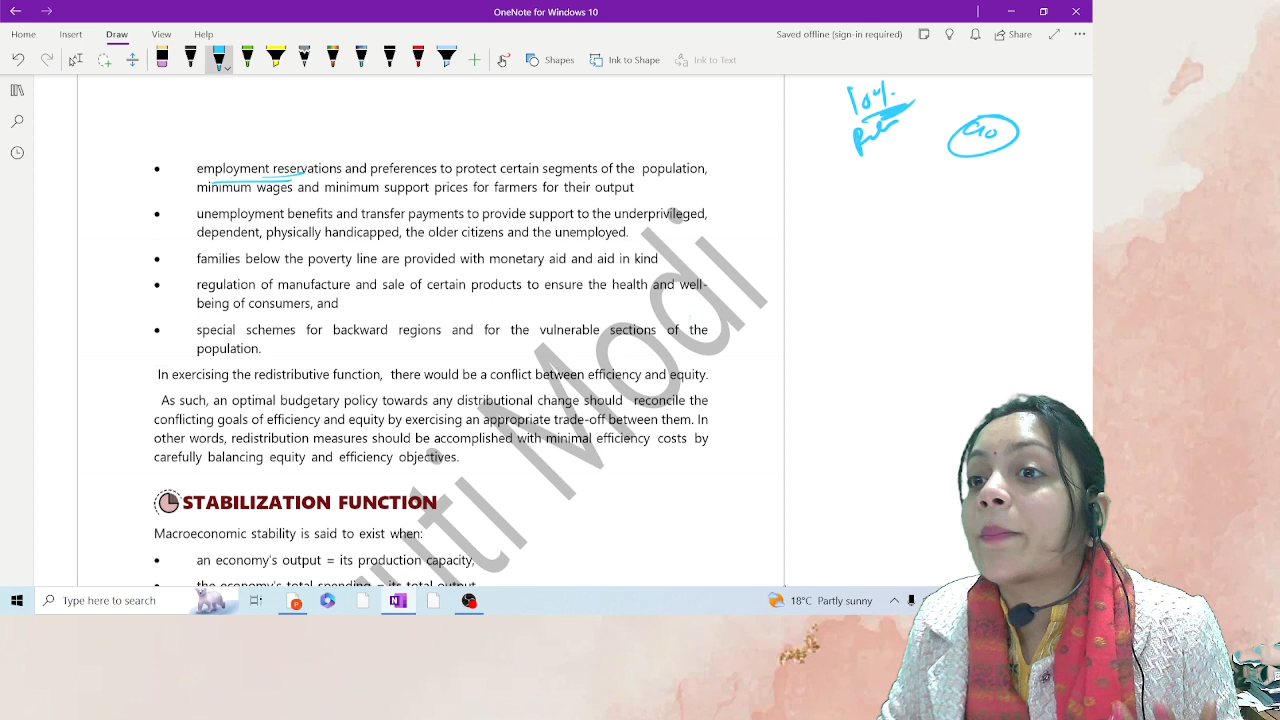 OneNote for Windows 10
Home Insert Draw View Help
Saved offline (sign-in required) Share
Shapes Ink to Shape Ink to Text
10%
90
employment reservations and preferences to protect certain segments of the population,
minimum wages and minimum support prices for farmers for their output
unemployment benefits and transfer payments to provide support to the underprivileged,
dependent, physically handicapped, the older citizens and the unemployed.
families below the poverty line are provided with monetary aid and aid in kind
regulation of manufacture and sale of certain products to ensure the health and well-
being of consumers, and
special schemes for backward regions and for the vulnerable sections of the
population.
In exercising the redistributive function, there would be a conflict between efficiency and equity.
As such, an optimal budgetary policy towards any distributional change should reconcile the
conflicting goals of efficiency and equity by exercising an appropriate trade-off between them. In
other words, redistribution measures should be accomplished with minimal efficiency costs by
carefully balancing equity and efficiency objectives.
STABILIZATION FUNCTION
Macroeconomic stability is said to exist when:
an economy's output = its production capacity,
the economy's total spending = its total output
uti Modi
Type here to search
18°C Partly sunny